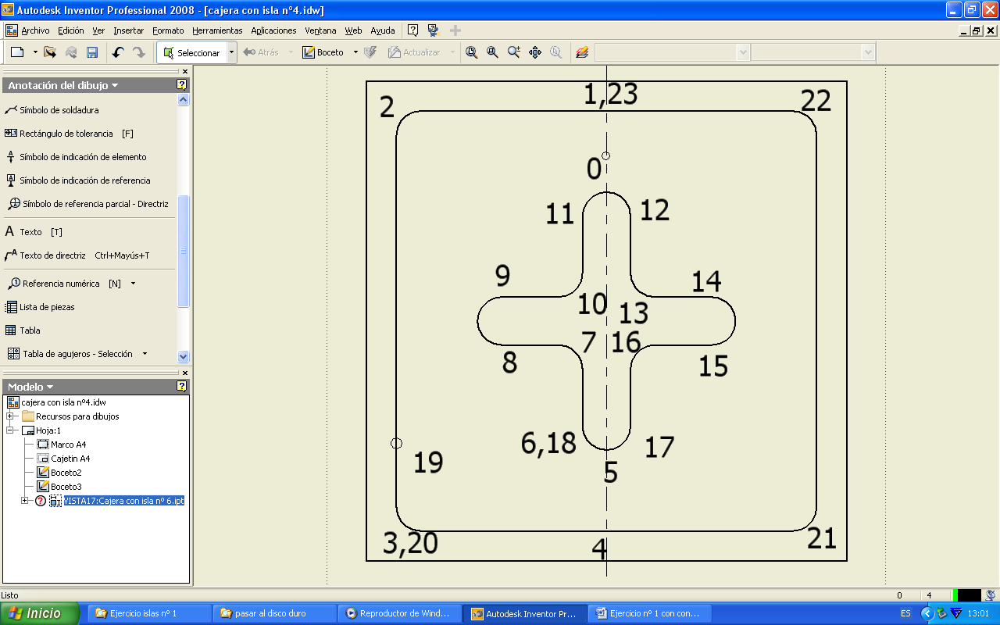 Autodesk Inventor Professional 2008 - [cajera con isla nº4.idw]
Archivo Edición Ver Insertar Formato Herramientas Aplicaciones Ventana Web Ayuda
Seleccionar Atrás Boceto Actualizar
Anotación del dibujo
Símbolo de soldadura
Rectángulo de tolerancia [F]
Símbolo de indicación de elemento
Símbolo de indicación de referencia
Símbolo de referencia parcial - Directriz
Texto [T]
Texto de directriz Ctrl+Mayús+T
Referencia numérica [N]
Lista de piezas
Tabla
Tabla de agujeros - Selección
Modelo
cajera con isla nº4.idw
Recursos para dibujos
Hoja:1
Marco A4
Cajetin A4
Boceto2
Boceto3
VISTA17:Cajera con isla nº 6.ipt
2
1,23
22
0
11
12
9
14
10
13
7
16
8
15
6,18
17
19
5
3,20
4
21
Listo
0 4
Inicio
Ejercicio islas nº 1
pasar al disco duro
Reproductor de Wind...
Autodesk Inventor Pr...
Ejercicio nº 1 con con...
ES
13:01